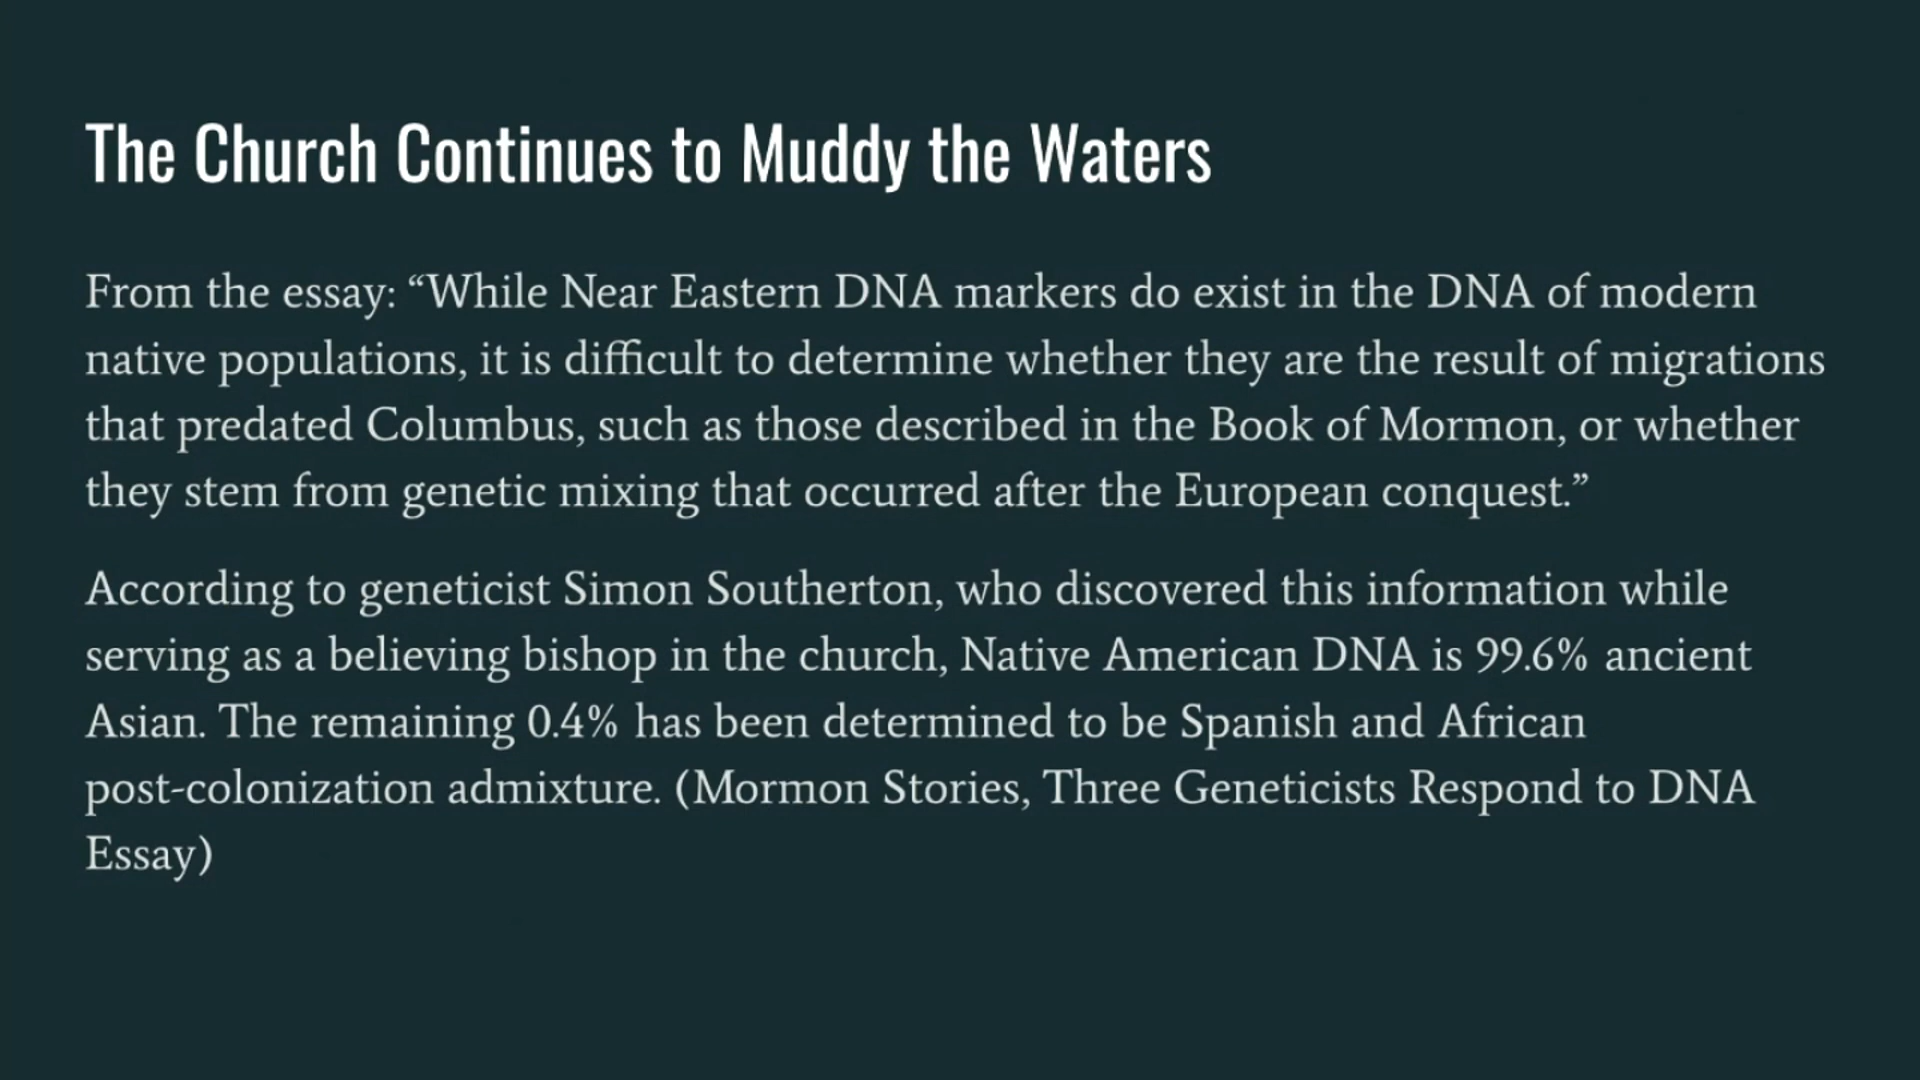 The Church Continues to Muddy the Waters
From the essay: “While Near Eastern DNA markers do exist in the DNA of modern
native populations, it is difficult to determine whether they are the result of migrations
that predated Columbus, such as those described in the Book of Mormon, or whether
they stem from genetic mixing that occurred after the European conquest.”
According to geneticist Simon Southerton, who discovered this information while
serving as a believing bishop in the church, Native American DNA is 99.6% ancient
Asian. The remaining 0.4% has been determined to be Spanish and African
post-colonization admixture. (Mormon Stories, Three Geneticists Respond to DNA
Essay)